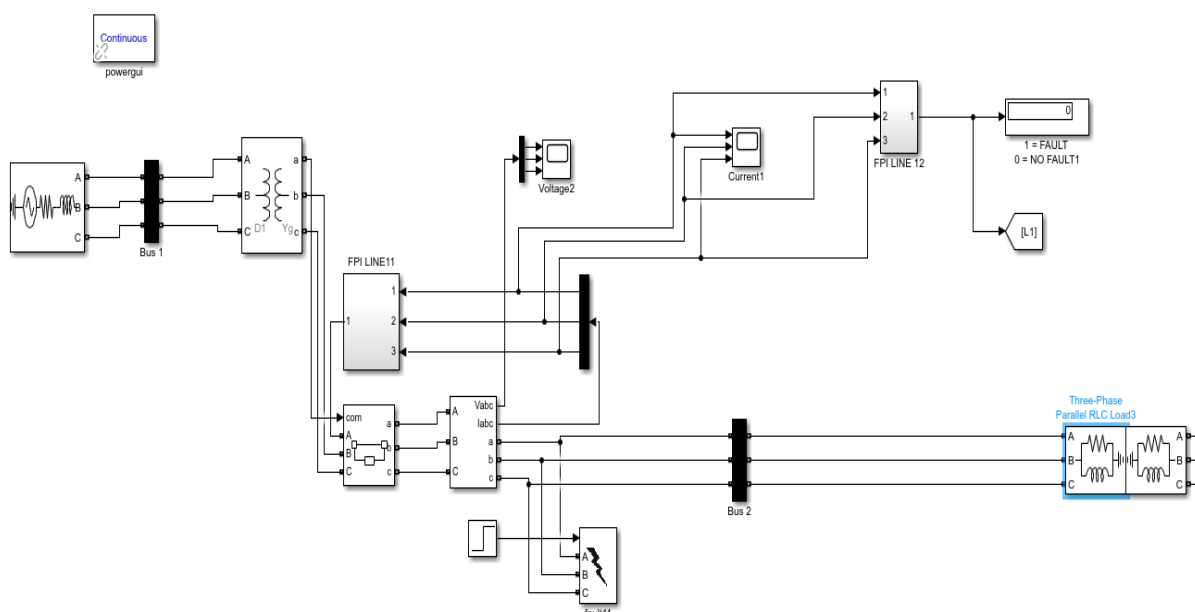 Continuous
powergui
A
B
C
Bus 1
A
B
C
D1
Yg
a
b
c
Voltage2
Current1
1
2
3
1
FPI LINE 12
0
1 = FAULT
0 = NO FAULT1
[L1]
FPI LINE11
1
1
2
3
com
A
B
C
a
b
c
A
B
C
Vabc
Iabc
a
b
c
Bus 2
Three-Phase
Parallel RLC Load3
A
B
C
A
B
C
A
B
C
fault11